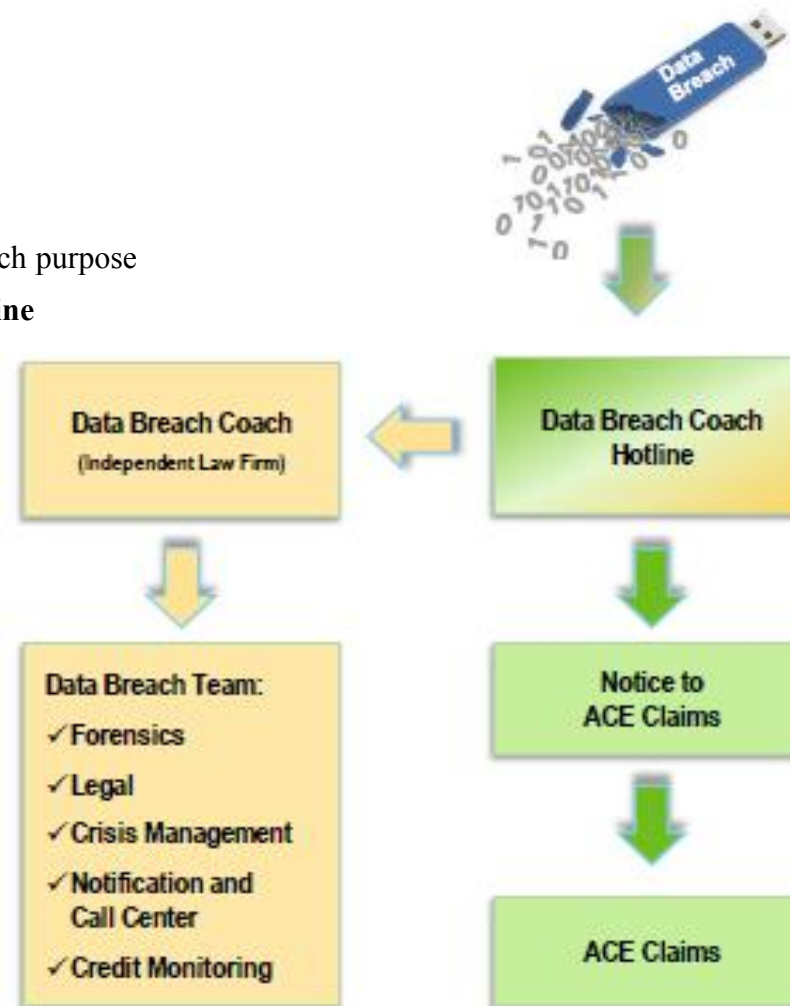 Data
Breach
ch purpose
ine
Data Breach Coach
(Independent Law Firm)
Data Breach Coach
Hotline
Data Breach Team:
✓Forensics
✓Legal
✓Crisis Management
✓Notification and
Call Center
✓Credit Monitoring
Notice to
ACE Claims
ACE Claims